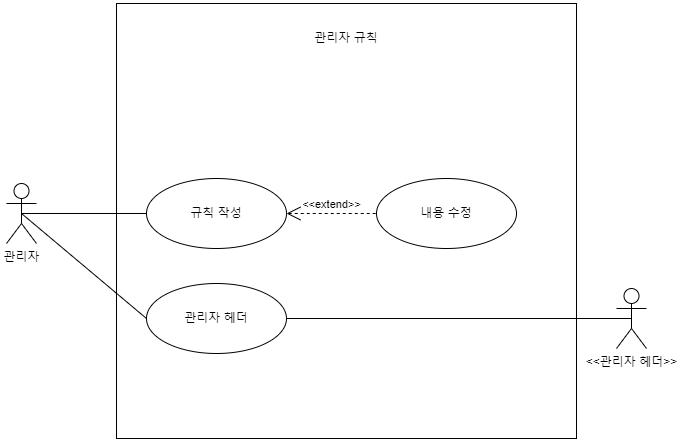 관리자 규칙
규칙 작성
<<extend>>
내용 수정
관리자
관리자 헤더
<<관리자 헤더>>